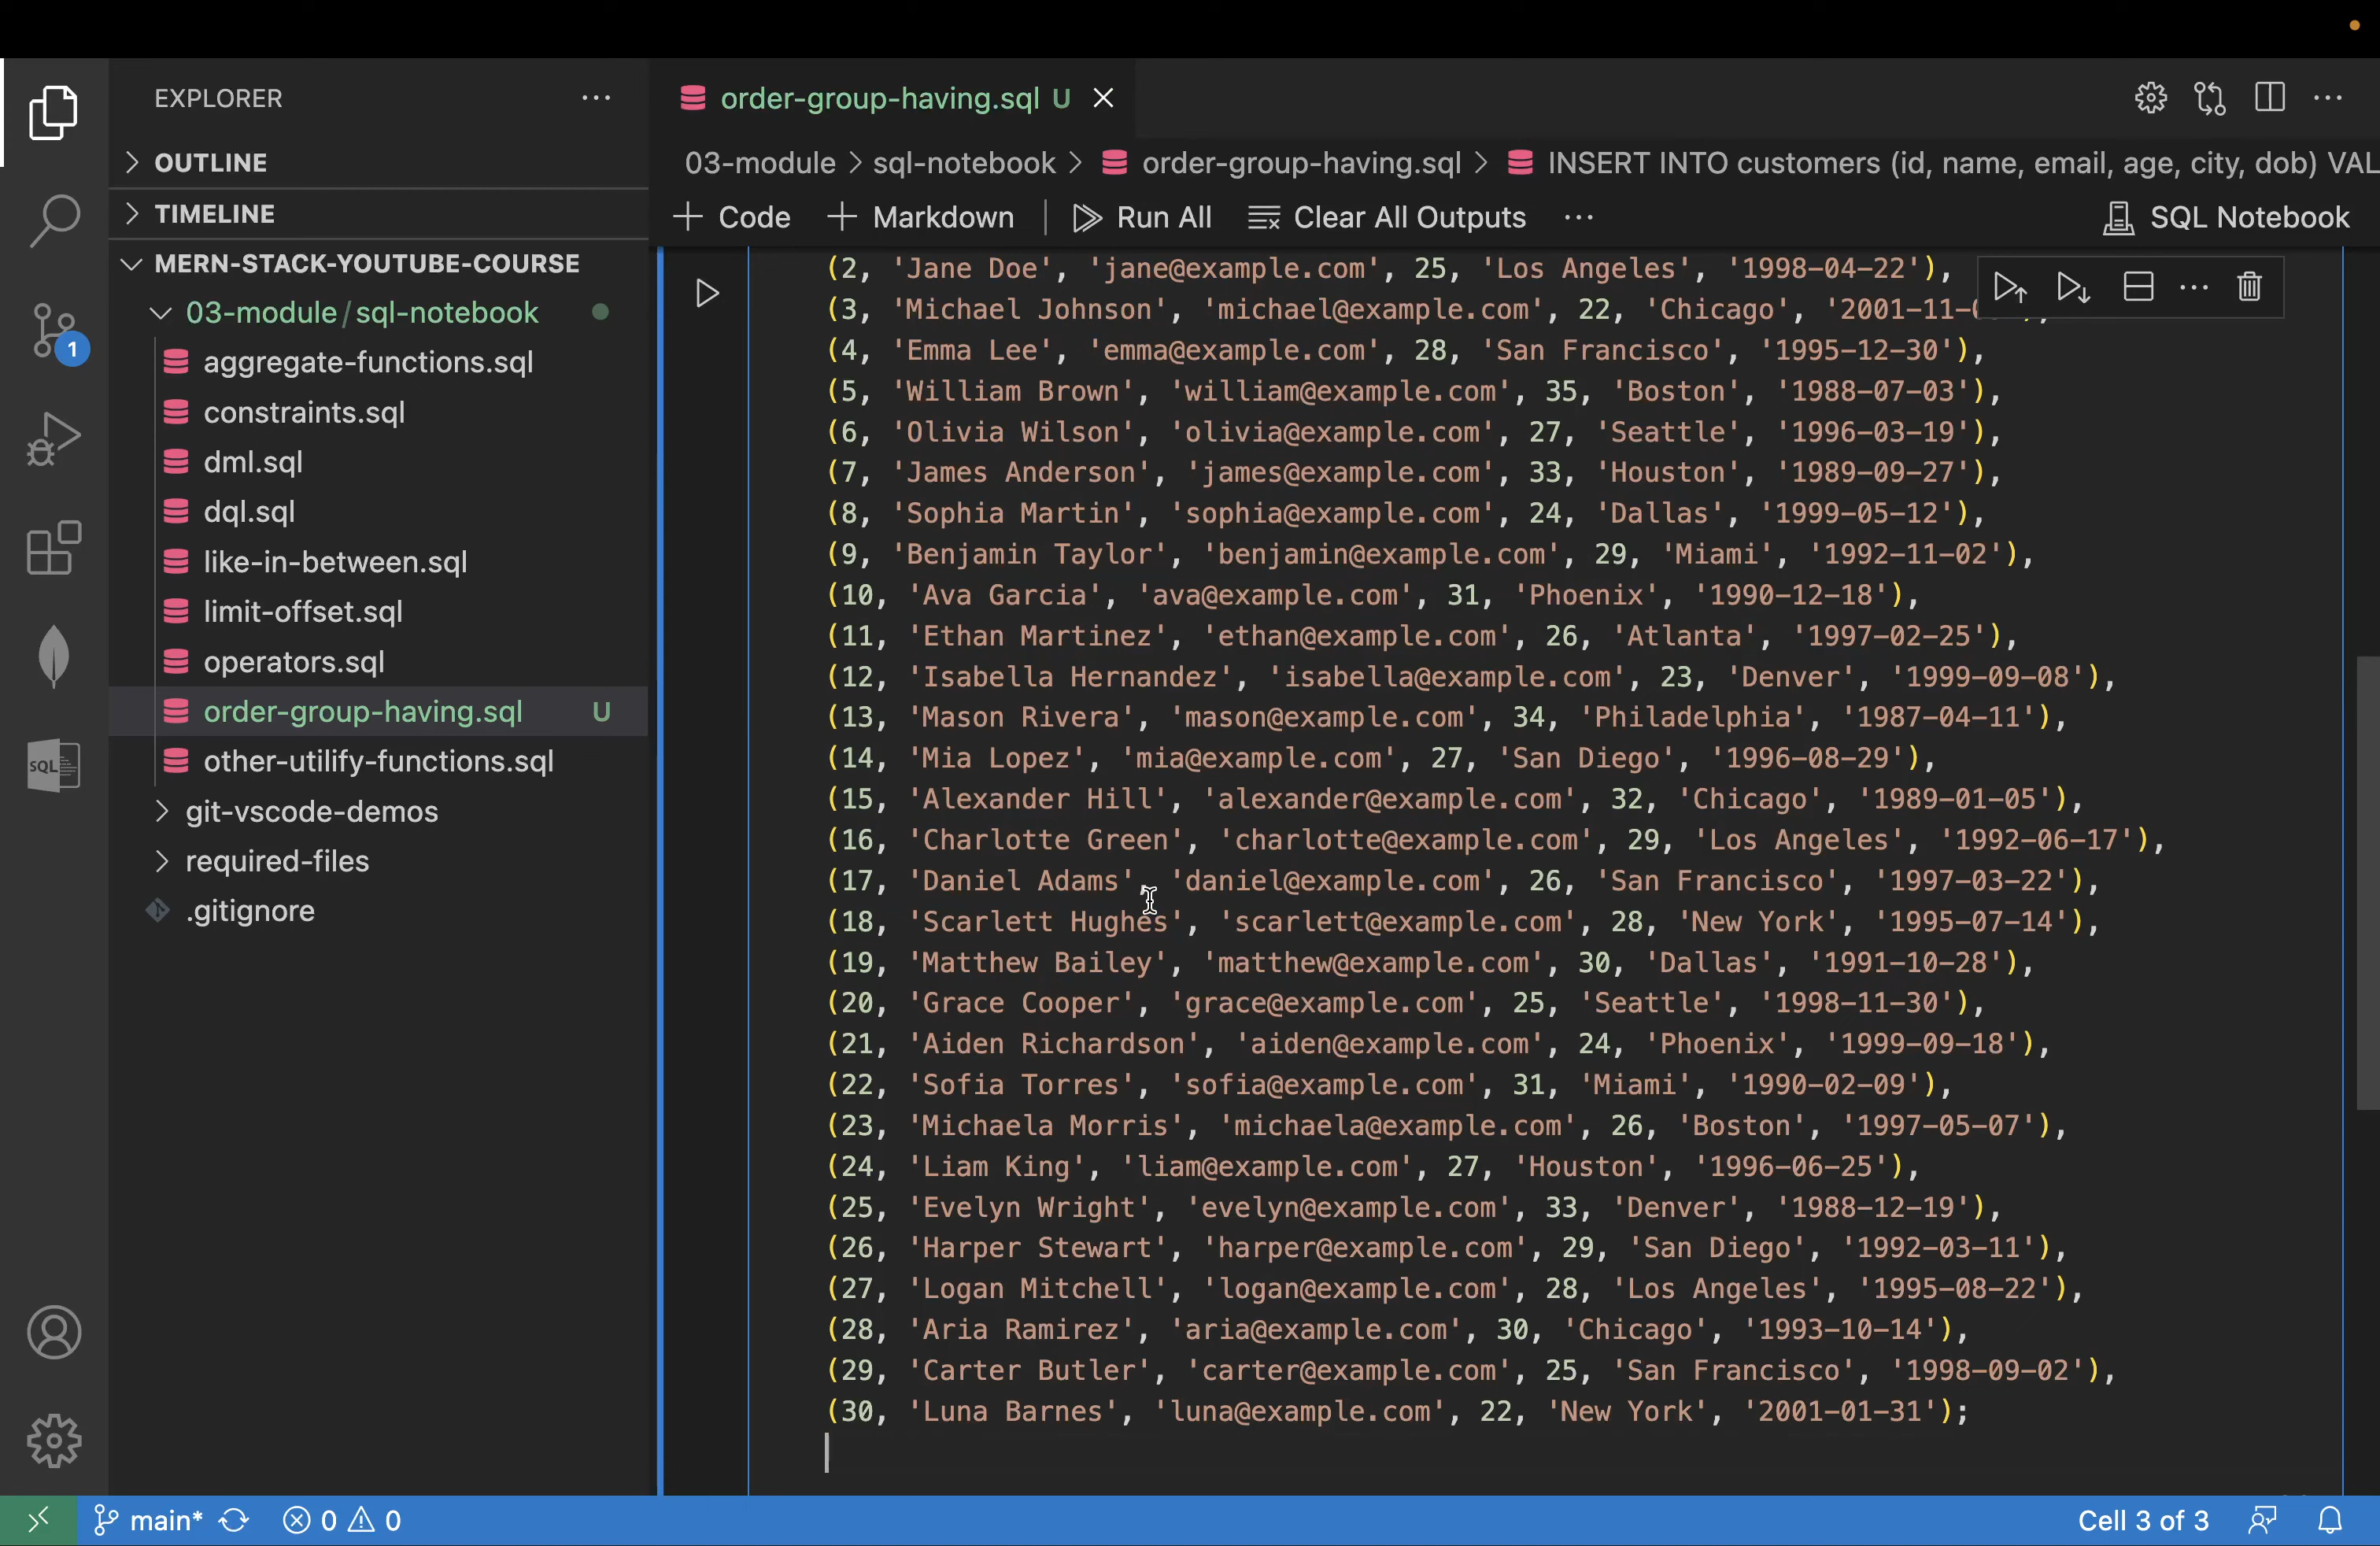 EXPLORER
OUTLINE
TIMELINE
MERN-STACK-YOUTUBE-COURSE
03-module/sql-notebook
aggregate-functions.sql
constraints.sql
dml.sql
dql.sql
like-in-between.sql
limit-offset.sql
operators.sql
order-group-having.sql U
other-utilify-functions.sql
git-vscode-demos
required-files
.gitignore
1
SQL
order-group-having.sql U
03-module > sql-notebook > order-group-having.sql > INSERT INTO customers (id, name, email, age, city, dob) VAL
+ Code + Markdown Run All Clear All Outputs ... SQL Notebook
(2, 'Jane Doe', 'jane@example.com', 25, 'Los Angeles', '1998-04-22'),
(3, 'Michael Johnson', 'michael@example.com', 22, 'Chicago', '2001-11-
(4, 'Emma Lee', 'emma@example.com', 28, 'San Francisco', '1995-12-30'),
(5, 'William Brown', 'william@example.com', 35, 'Boston', '1988-07-03'),
(6, 'Olivia Wilson', 'olivia@example.com', 27, 'Seattle', '1996-03-19'),
(7, 'James Anderson', 'james@example.com', 33, 'Houston', '1989-09-27'),
(8, 'Sophia Martin', 'sophia@example.com', 24, 'Dallas', '1999-05-12'),
(9, 'Benjamin Taylor', 'benjamin@example.com', 29, 'Miami', '1992-11-02'),
(10, 'Ava Garcia', 'ava@example.com', 31, 'Phoenix', '1990-12-18'),
(11, 'Ethan Martinez', 'ethan@example.com', 26, 'Atlanta', '1997-02-25'),
(12, 'Isabella Hernandez', 'isabella@example.com', 23, 'Denver', '1999-09-08'),
(13, 'Mason Rivera', 'mason@example.com', 34, 'Philadelphia', '1987-04-11'),
(14, 'Mia Lopez', 'mia@example.com', 27, 'San Diego', '1996-08-29'),
(15, 'Alexander Hill', 'alexander@example.com', 32, 'Chicago', '1989-01-05'),
(16, 'Charlotte Green', 'charlotte@example.com', 29, 'Los Angeles', '1992-06-17'),
(17, 'Daniel Adams', 'daniel@example.com', 26, 'San Francisco', '1997-03-22'),
(18, 'Scarlett Hughes', 'scarlett@example.com', 28, 'New York', '1995-07-14'),
(19, 'Matthew Bailey', 'matthew@example.com', 30, 'Dallas', '1991-10-28'),
(20, 'Grace Cooper', 'grace@example.com', 25, 'Seattle', '1998-11-30'),
(21, 'Aiden Richardson', 'aiden@example.com', 24, 'Phoenix', '1999-09-18'),
(22, 'Sofia Torres', 'sofia@example.com', 31, 'Miami', '1990-02-09'),
(23, 'Michaela Morris', 'michaela@example.com', 26, 'Boston', '1997-05-07'),
(24, 'Liam King', 'liam@example.com', 27, 'Houston', '1996-06-25'),
(25, 'Evelyn Wright', 'evelyn@example.com', 33, 'Denver', '1988-12-19'),
(26, 'Harper Stewart', 'harper@example.com', 29, 'San Diego', '1992-03-11'),
(27, 'Logan Mitchell', 'logan@example.com', 28, 'Los Angeles', '1995-08-22'),
(28, 'Aria Ramirez', 'aria@example.com', 30, 'Chicago', '1993-10-14'),
(29, 'Carter Butler', 'carter@example.com', 25, 'San Francisco', '1998-09-02'),
(30, 'Luna Barnes', 'luna@example.com', 22, 'New York', '2001-01-31');
main* 0 0 Cell 3 of 3